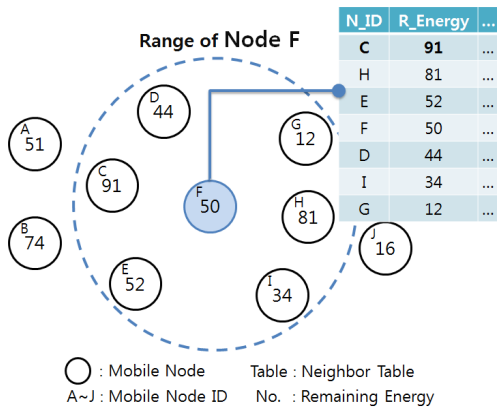 Range of Node F
N_ID R_Energy ...
C 91 ...
H 81 ...
E 52 ...
F 50 ...
D 44 ...
I 34 ...
G 12 ...
D
44
G
12
A
51
C
91
F
50
H
81
B
74
J
16
E
52
I
34
: Mobile Node Table : Neighbor Table
A~J : Mobile Node ID No. : Remaining Energy